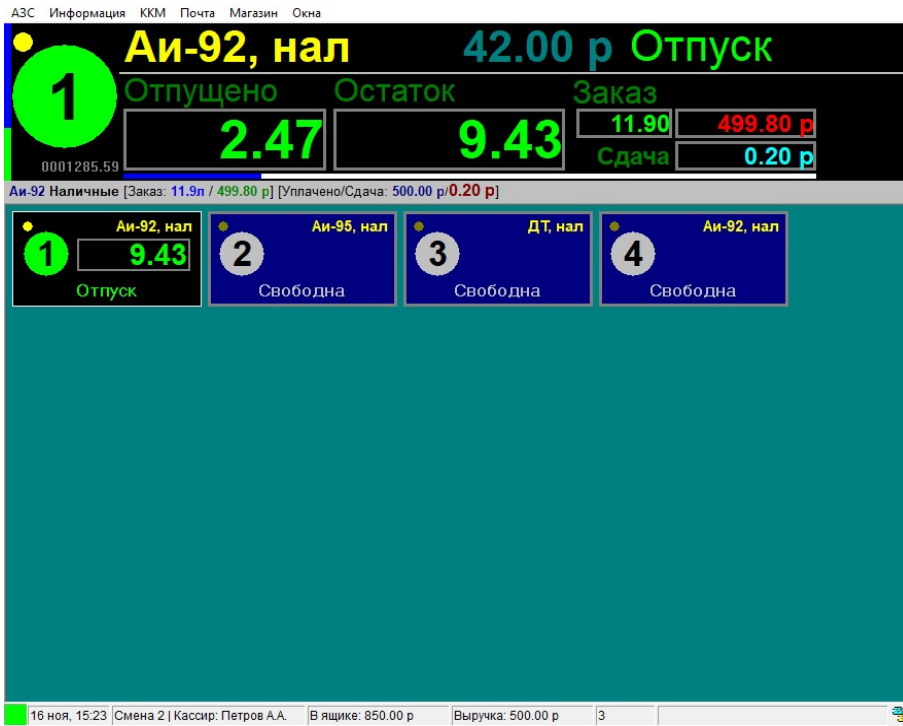 АЗС Информация ККМ Почта Магазин Окна
Аи-92, нал 42.00 р Отпуск
1
Отпущено Остаток Заказ
2.47 9.43 11.90 499.80 р
Сдача 0.20 р
0001285.59
Аи-92 Наличные [Заказ: 11.9л / 499.80 р] [Уплачено/Сдача: 500.00 р/0.20 р]
Аи-92, нал Аи-95, нал ДТ, нал Аи-92, нал
1 9.43 2 3 4
Отпуск Свободна Свободна Свободна
16 ноя, 15:23 Смена 2 | Кассир: Петров А.А. В ящике: 850.00 р Выручка: 500.00 р 3